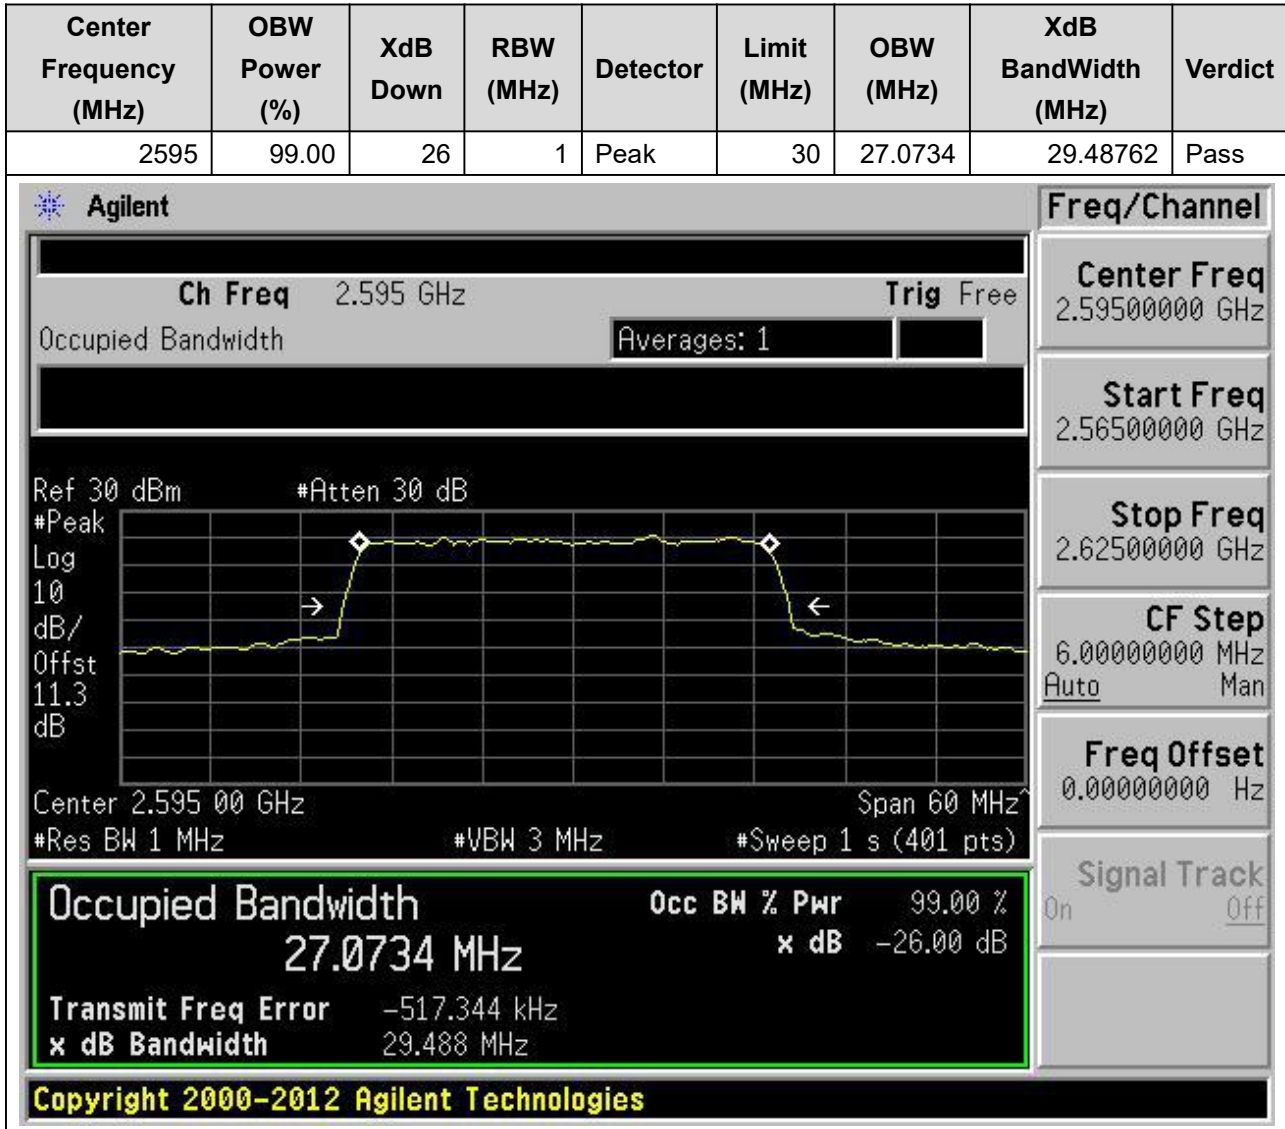 Center Frequency (MHz) OBW Power (%) XdB Down RBW (MHz) Detector Limit (MHz) OBW (MHz) XdB BandWidth (MHz) Verdict
2595 99.00 26 1 Peak 30 27.0734 29.48762 Pass
Agilent
Freq/Channel
Ch Freq 2.595 GHz Trig Free
Occupied Bandwidth Averages: 1
Center Freq
2.59500000 GHz
Start Freq
2.56500000 GHz
Stop Freq
2.62500000 GHz
CF Step
6.00000000 MHz
Auto Man
Freq Offset
0.00000000 Hz
Signal Track
On Off
Ref 30 dBm #Atten 30 dB
#Peak
Log
10
dB/
Offst
11.3
dB
Center 2.595 00 GHz Span 60 MHz^
#Res BW 1 MHz #VBW 3 MHz #Sweep 1 s (401 pts)
Occupied Bandwidth Occ BW % Pwr 99.00 %
27.0734 MHz x dB -26.00 dB
Transmit Freq Error -517.344 kHz
x dB Bandwidth 29.488 MHz
Copyright 2000-2012 Agilent Technologies